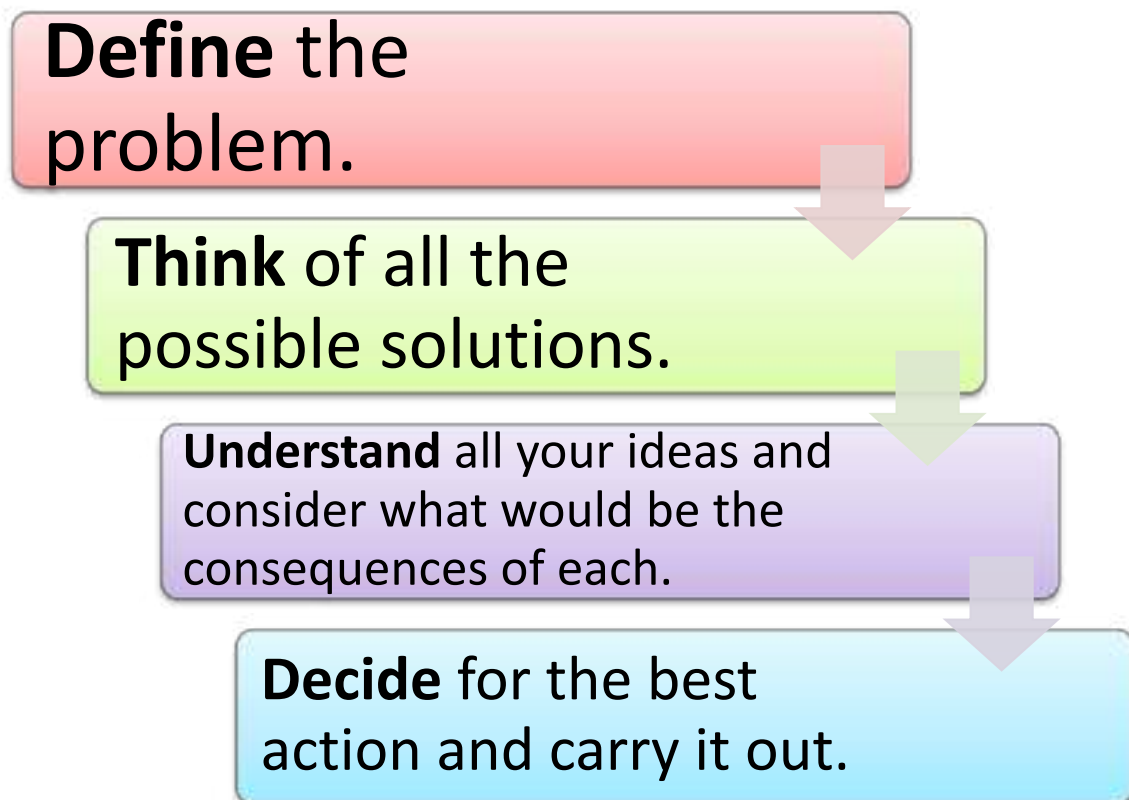 Define the
problem.
Think of all the
possible solutions.
Understand all your ideas and
consider what would be the
consequences of each.
Decide for the best
action and carry it out.